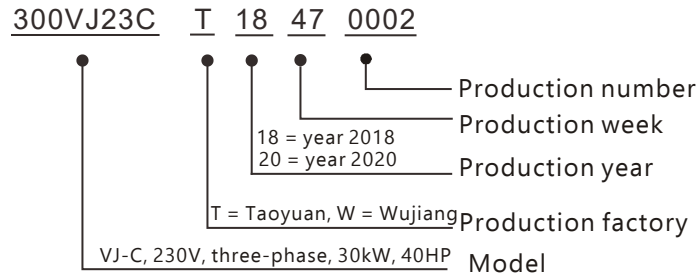 300VJ23C T 18 47 0002
Production number
Production week
18 = year 2018
20 = year 2020
Production year
T = Taoyuan, W = Wujiang
Production factory
VJ-C, 230V, three-phase, 30kW, 40HP
Model